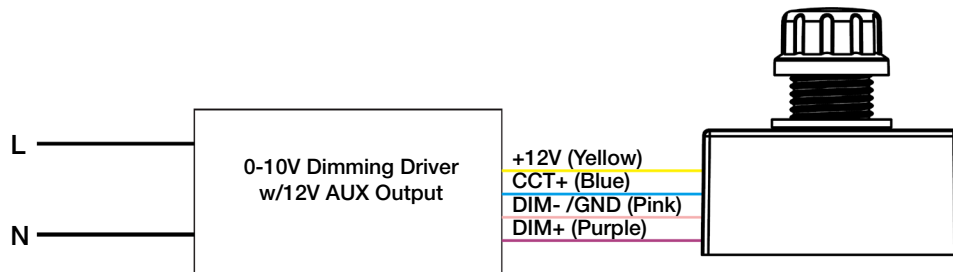 L
N
0-10V Dimming Driver
w/12V AUX Output
+12V (Yellow)
CCT+ (Blue)
DIM- /GND (Pink)
DIM+ (Purple)